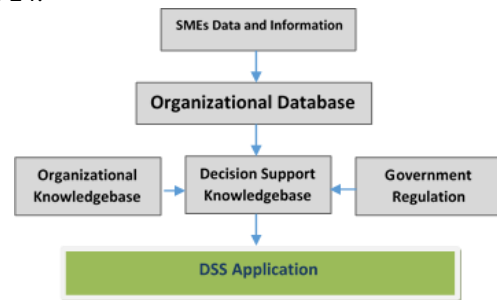 SMEs Data and Information
Organizational Database
Organizational
Knowledgebase
Decision Support
Knowledgebase
Government
Regulation
DSS Application